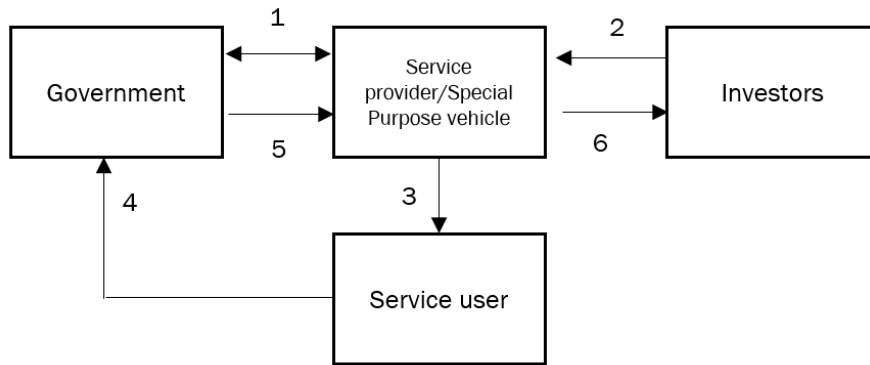 1
2
Government
Service
provider/Special
Purpose vehicle
Investors
5
6
4
3
Service user